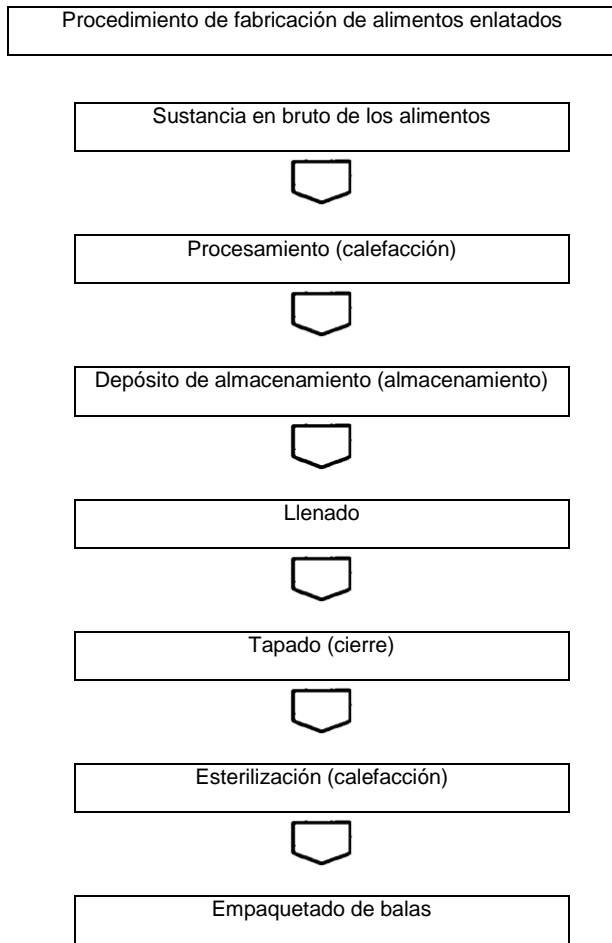 Procedimiento de fabricación de alimentos enlatados
Sustancia en bruto de los alimentos
Procesamiento (calefacción)
Depósito de almacenamiento (almacenamiento)
Llenado
Tapado (cierre)
Esterilización (calefacción)
Empaquetado de balas